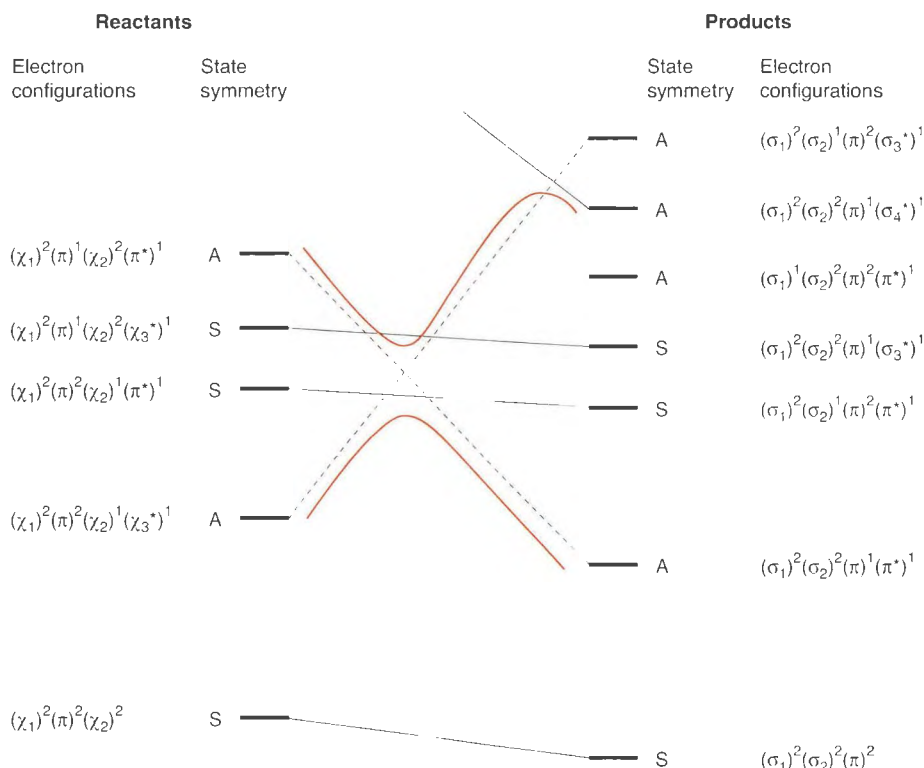 Reactants
Products
Electron configurations
State symmetry
State symmetry
Electron configurations
A (σ₁)²(σ₂)¹(π)²(σ₃*)¹
A (σ₁)²(σ₂)²(π)¹(σ₄*)¹
(χ₁)²(π)¹(χ₂)²(π*)¹ A
A (σ₁)¹(σ₂)²(π)²(π*)¹
(χ₁)²(π)¹(χ₂)²(χ₃*)¹ S
S (σ₁)²(σ₂)²(π)¹(σ₃*)¹
(χ₁)²(π)²(χ₂)¹(π*)¹ S
S (σ₁)²(σ₂)¹(π)²(π*)¹
(χ₁)²(π)²(χ₂)¹(χ₃*)¹ A
A (σ₁)²(σ₂)²(π)¹(π*)¹
(χ₁)²(π)²(χ₂)² S
S (σ₁)²(σ₂)²(π)²